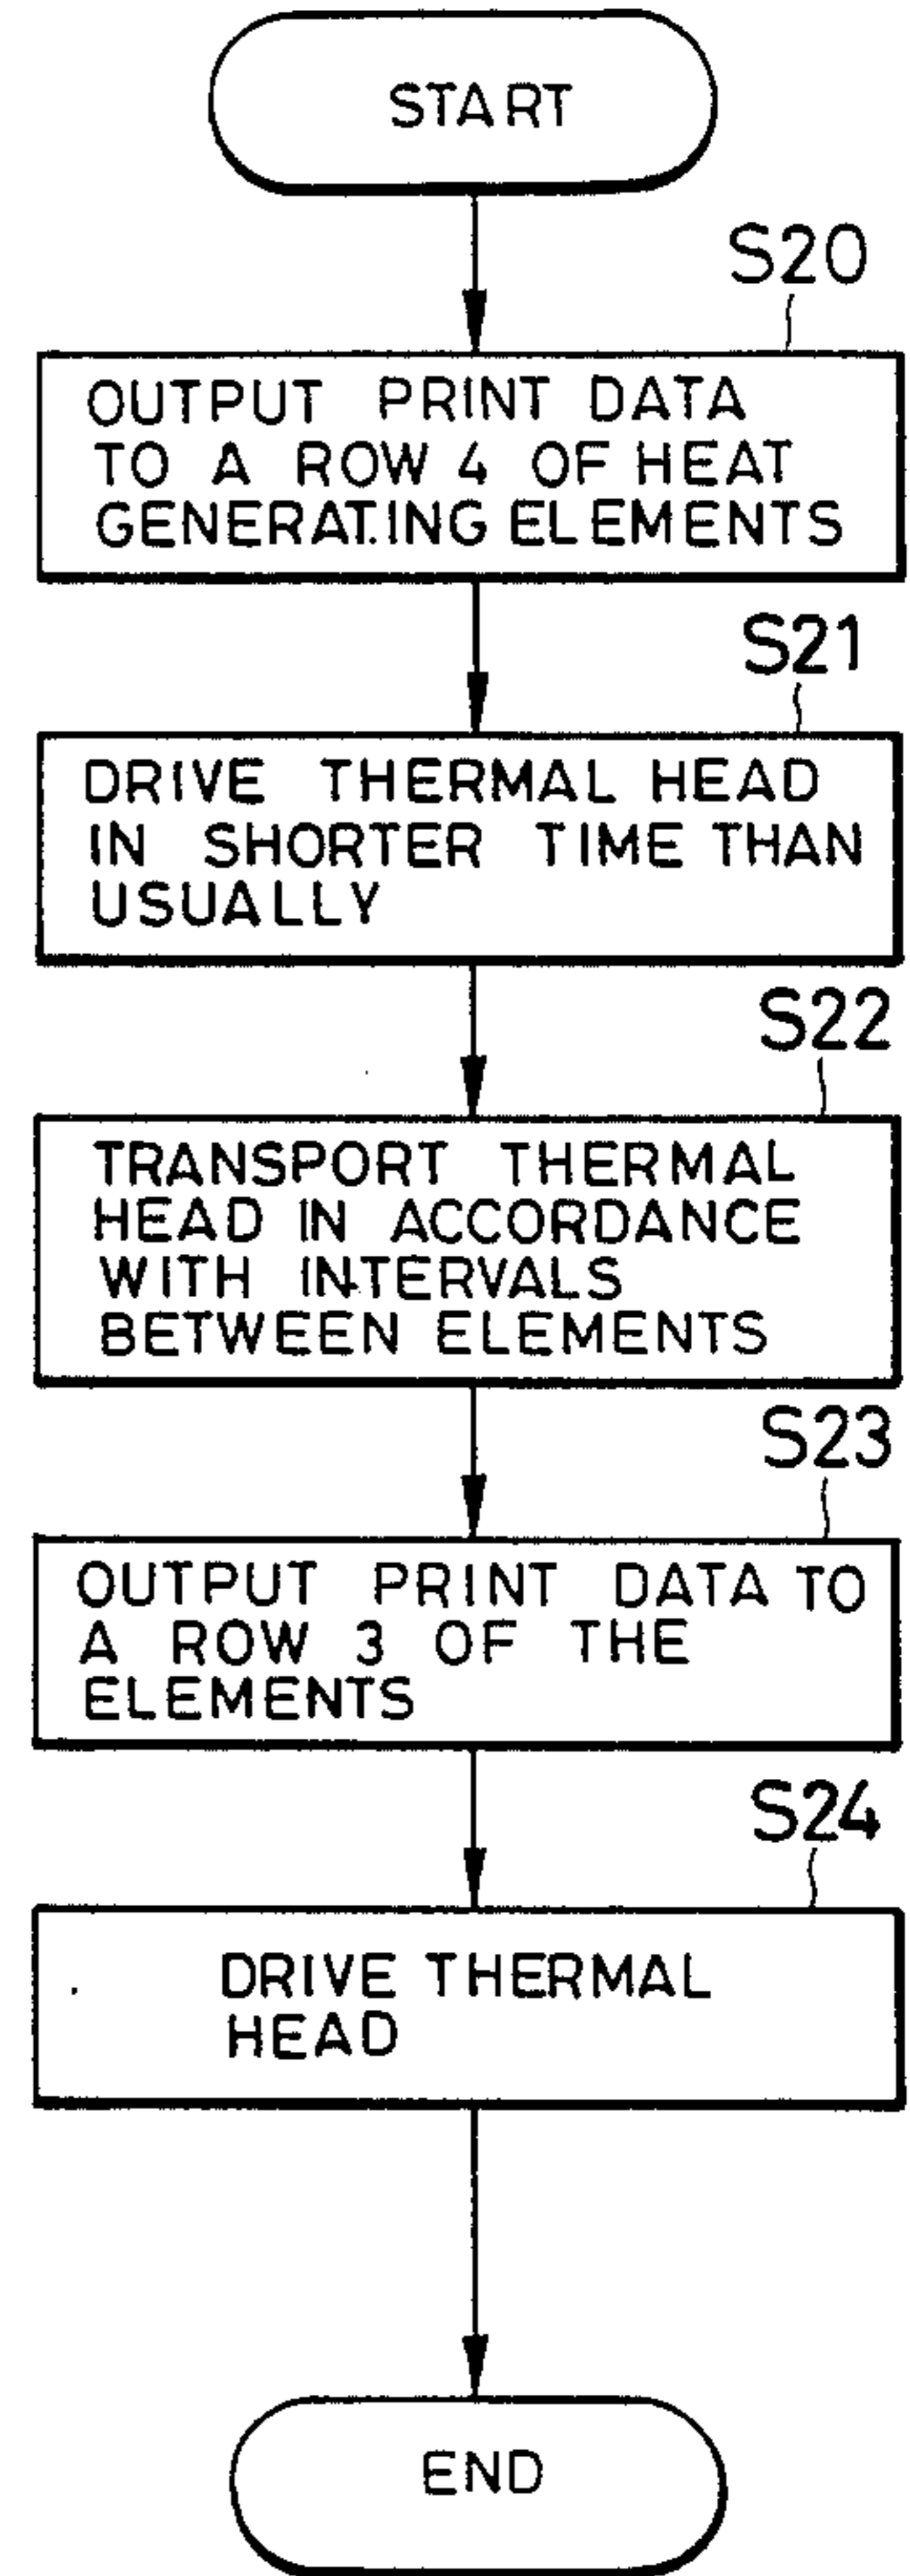 START
S20
OUTPUT PRINT DATA
TO A ROW 4 OF HEAT
GENERATING ELEMENTS
S21
DRIVE THERMAL HEAD
IN SHORTER TIME THAN
USUALLY
S22
TRANSPORT THERMAL
HEAD IN ACCORDANCE
WITH INTERVALS
BETWEEN ELEMENTS
S23
OUTPUT PRINT DATA TO
A ROW 3 OF THE
ELEMENTS
S24
DRIVE THERMAL
HEAD
END